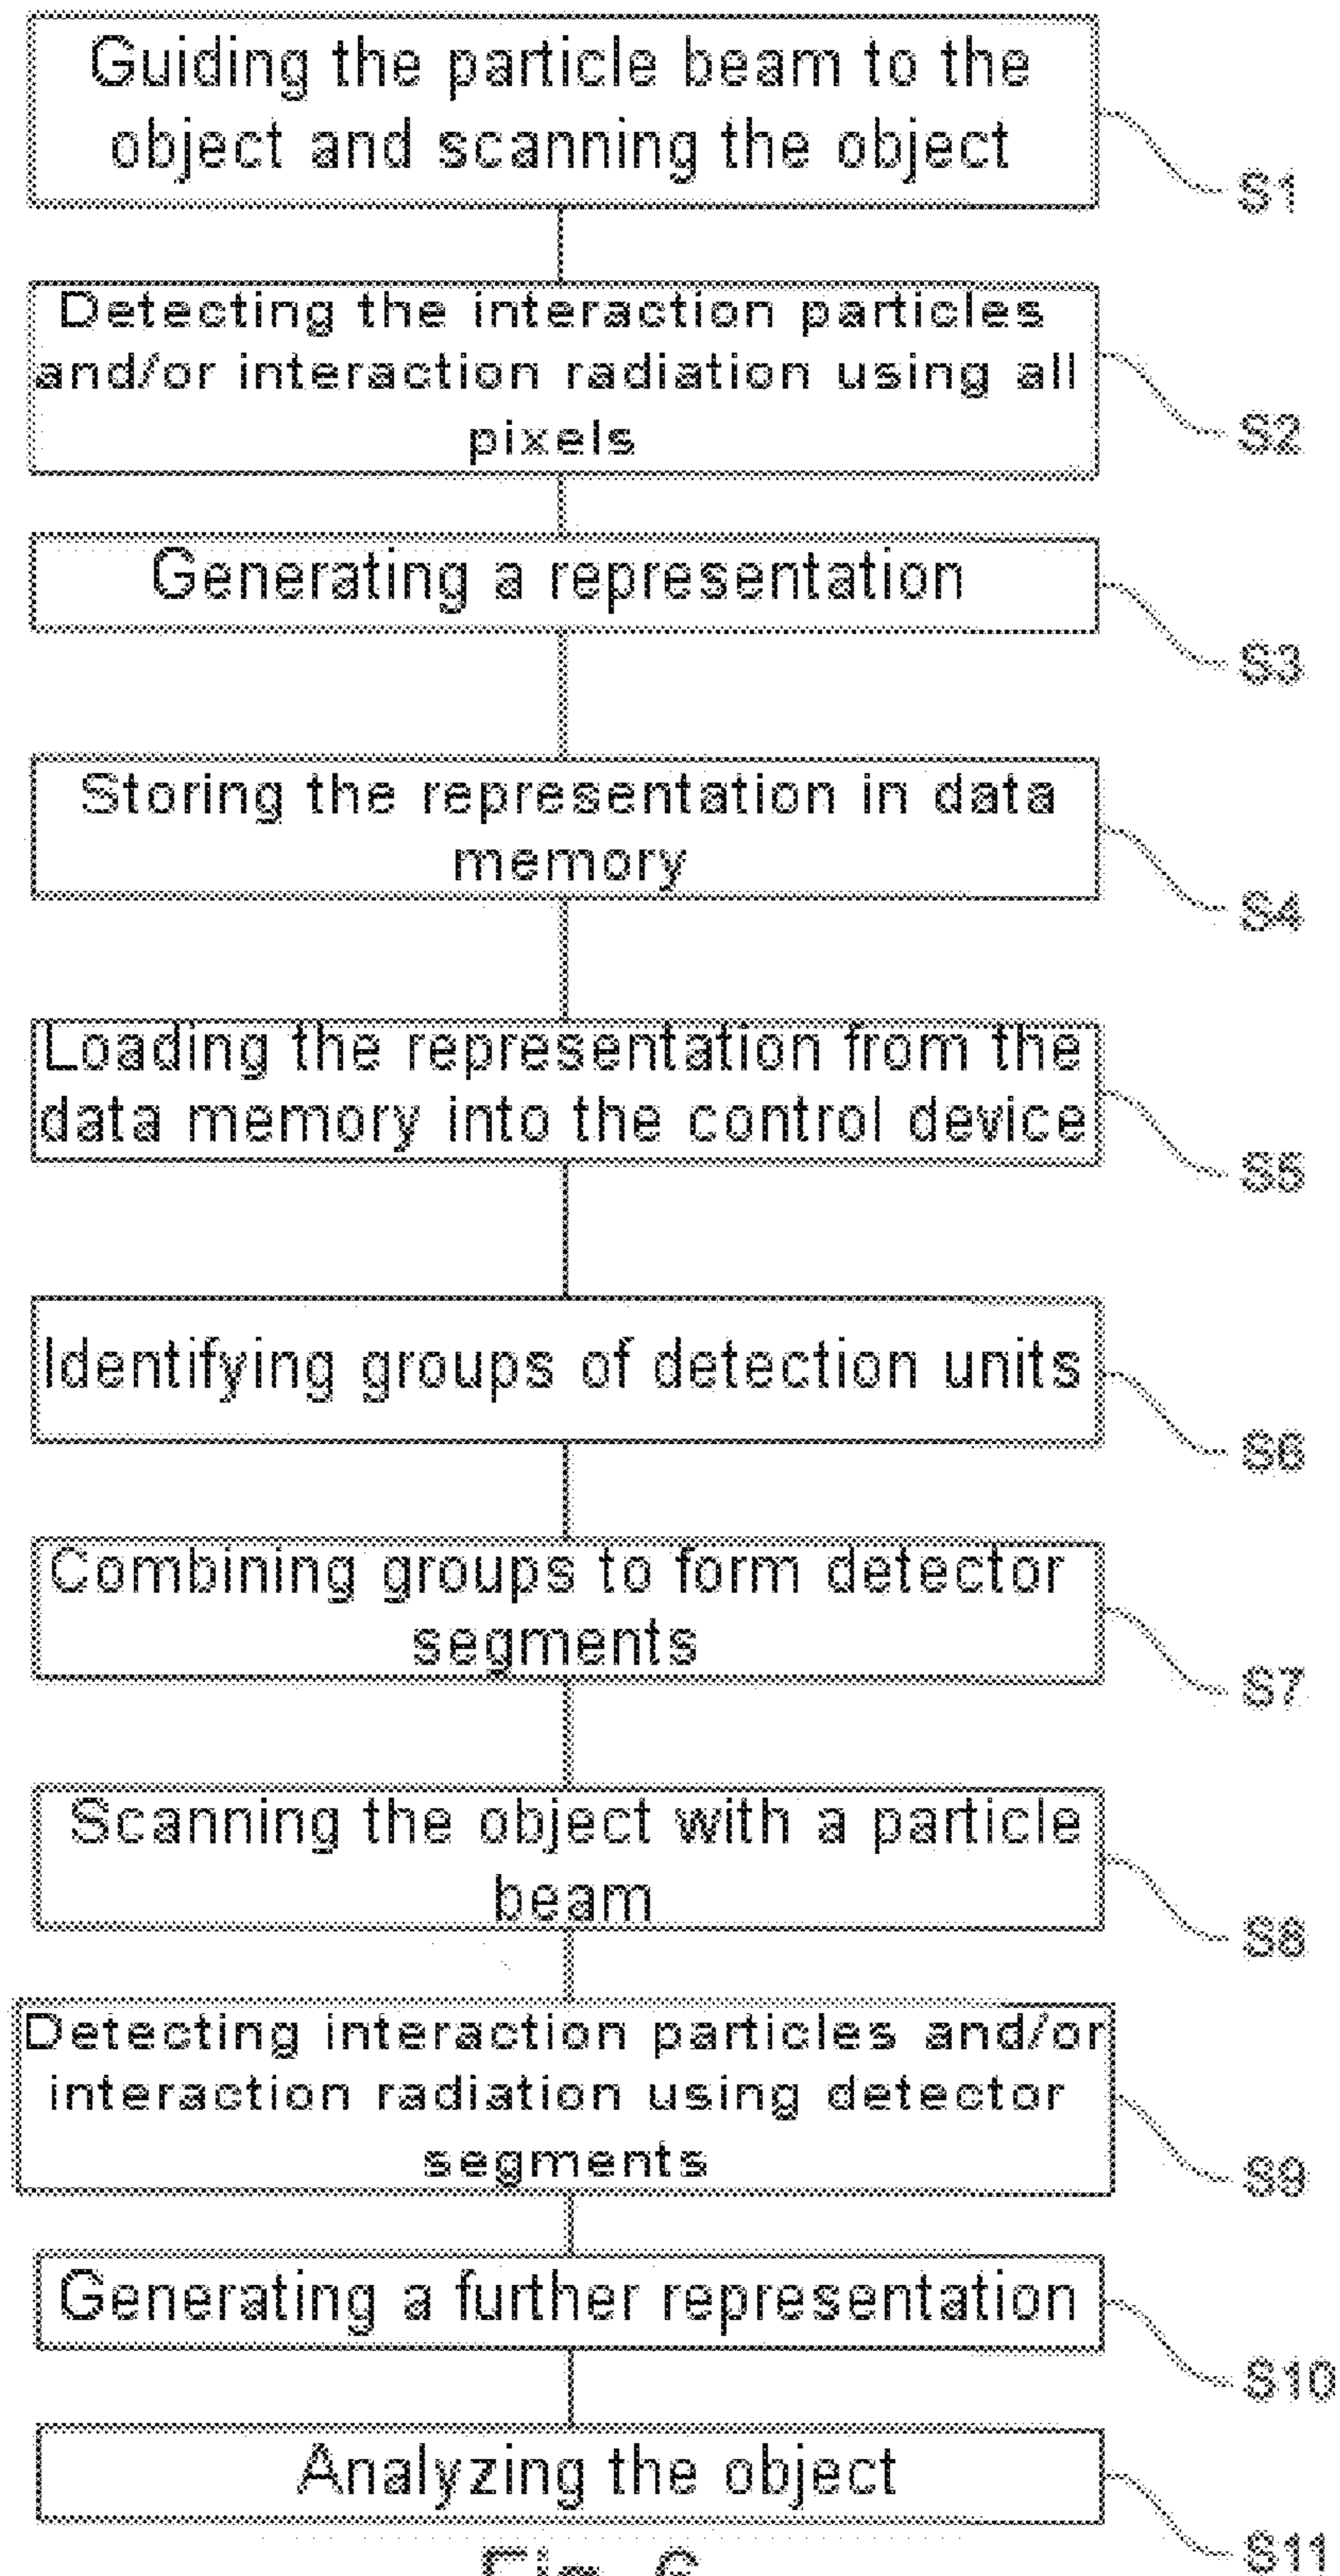 Guiding the particle beam to the
object and scanning the object
S1
Detecting the interaction particles
and/or interaction radiation using all
pixels
S2
Generating a representation
S3
Storing the representation in data
memory
S4
Loading the representation from the
data memory into the control device
S5
Identifying groups of detection units
S6
Combining groups to form detector
segments
S7
Scanning the object with a particle
beam
S8
Detecting interaction particles and/or
interaction radiation using detector
segments
S9
Generating a further representation
S10
Analyzing the object
S11
Fig. 6